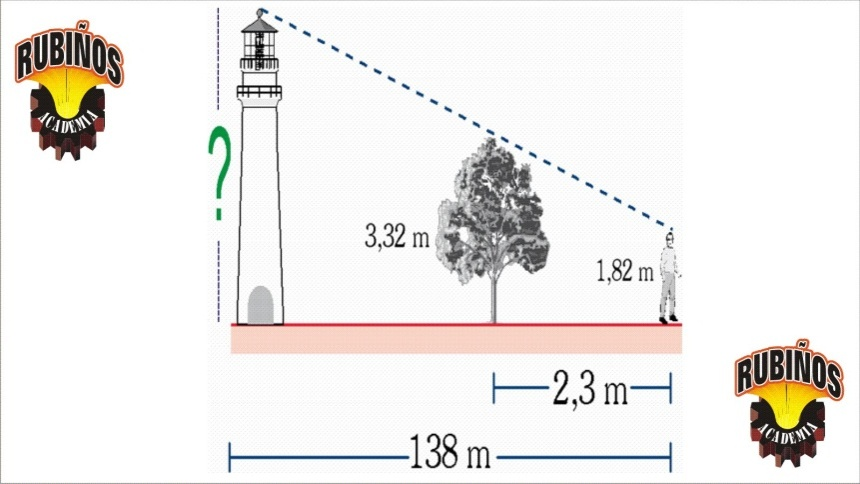 RUBIÑOS
ACADEMIA
?
3,32 m
1,82 m
2,3 m
138 m
RUBIÑOS
ACADEMIA